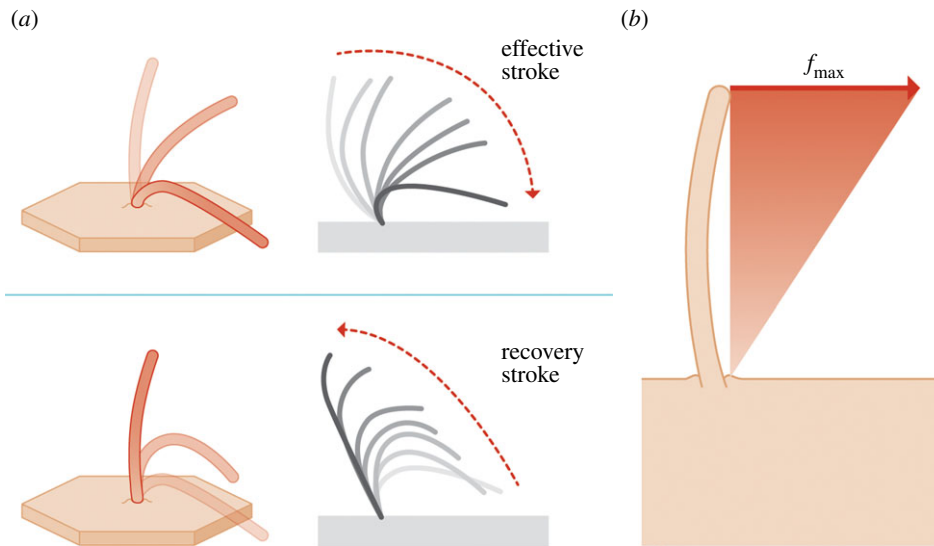 (a)
effective
stroke
recovery
stroke
(b)
fmax